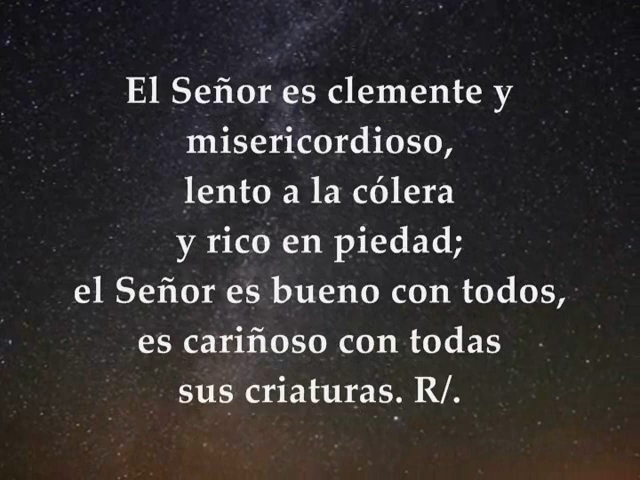 El Señor es clemente y
misericordioso,
lento a la cólera
y rico en piedad;
el Señor es bueno con todos,
es cariñoso con todas
sus criaturas. R/.